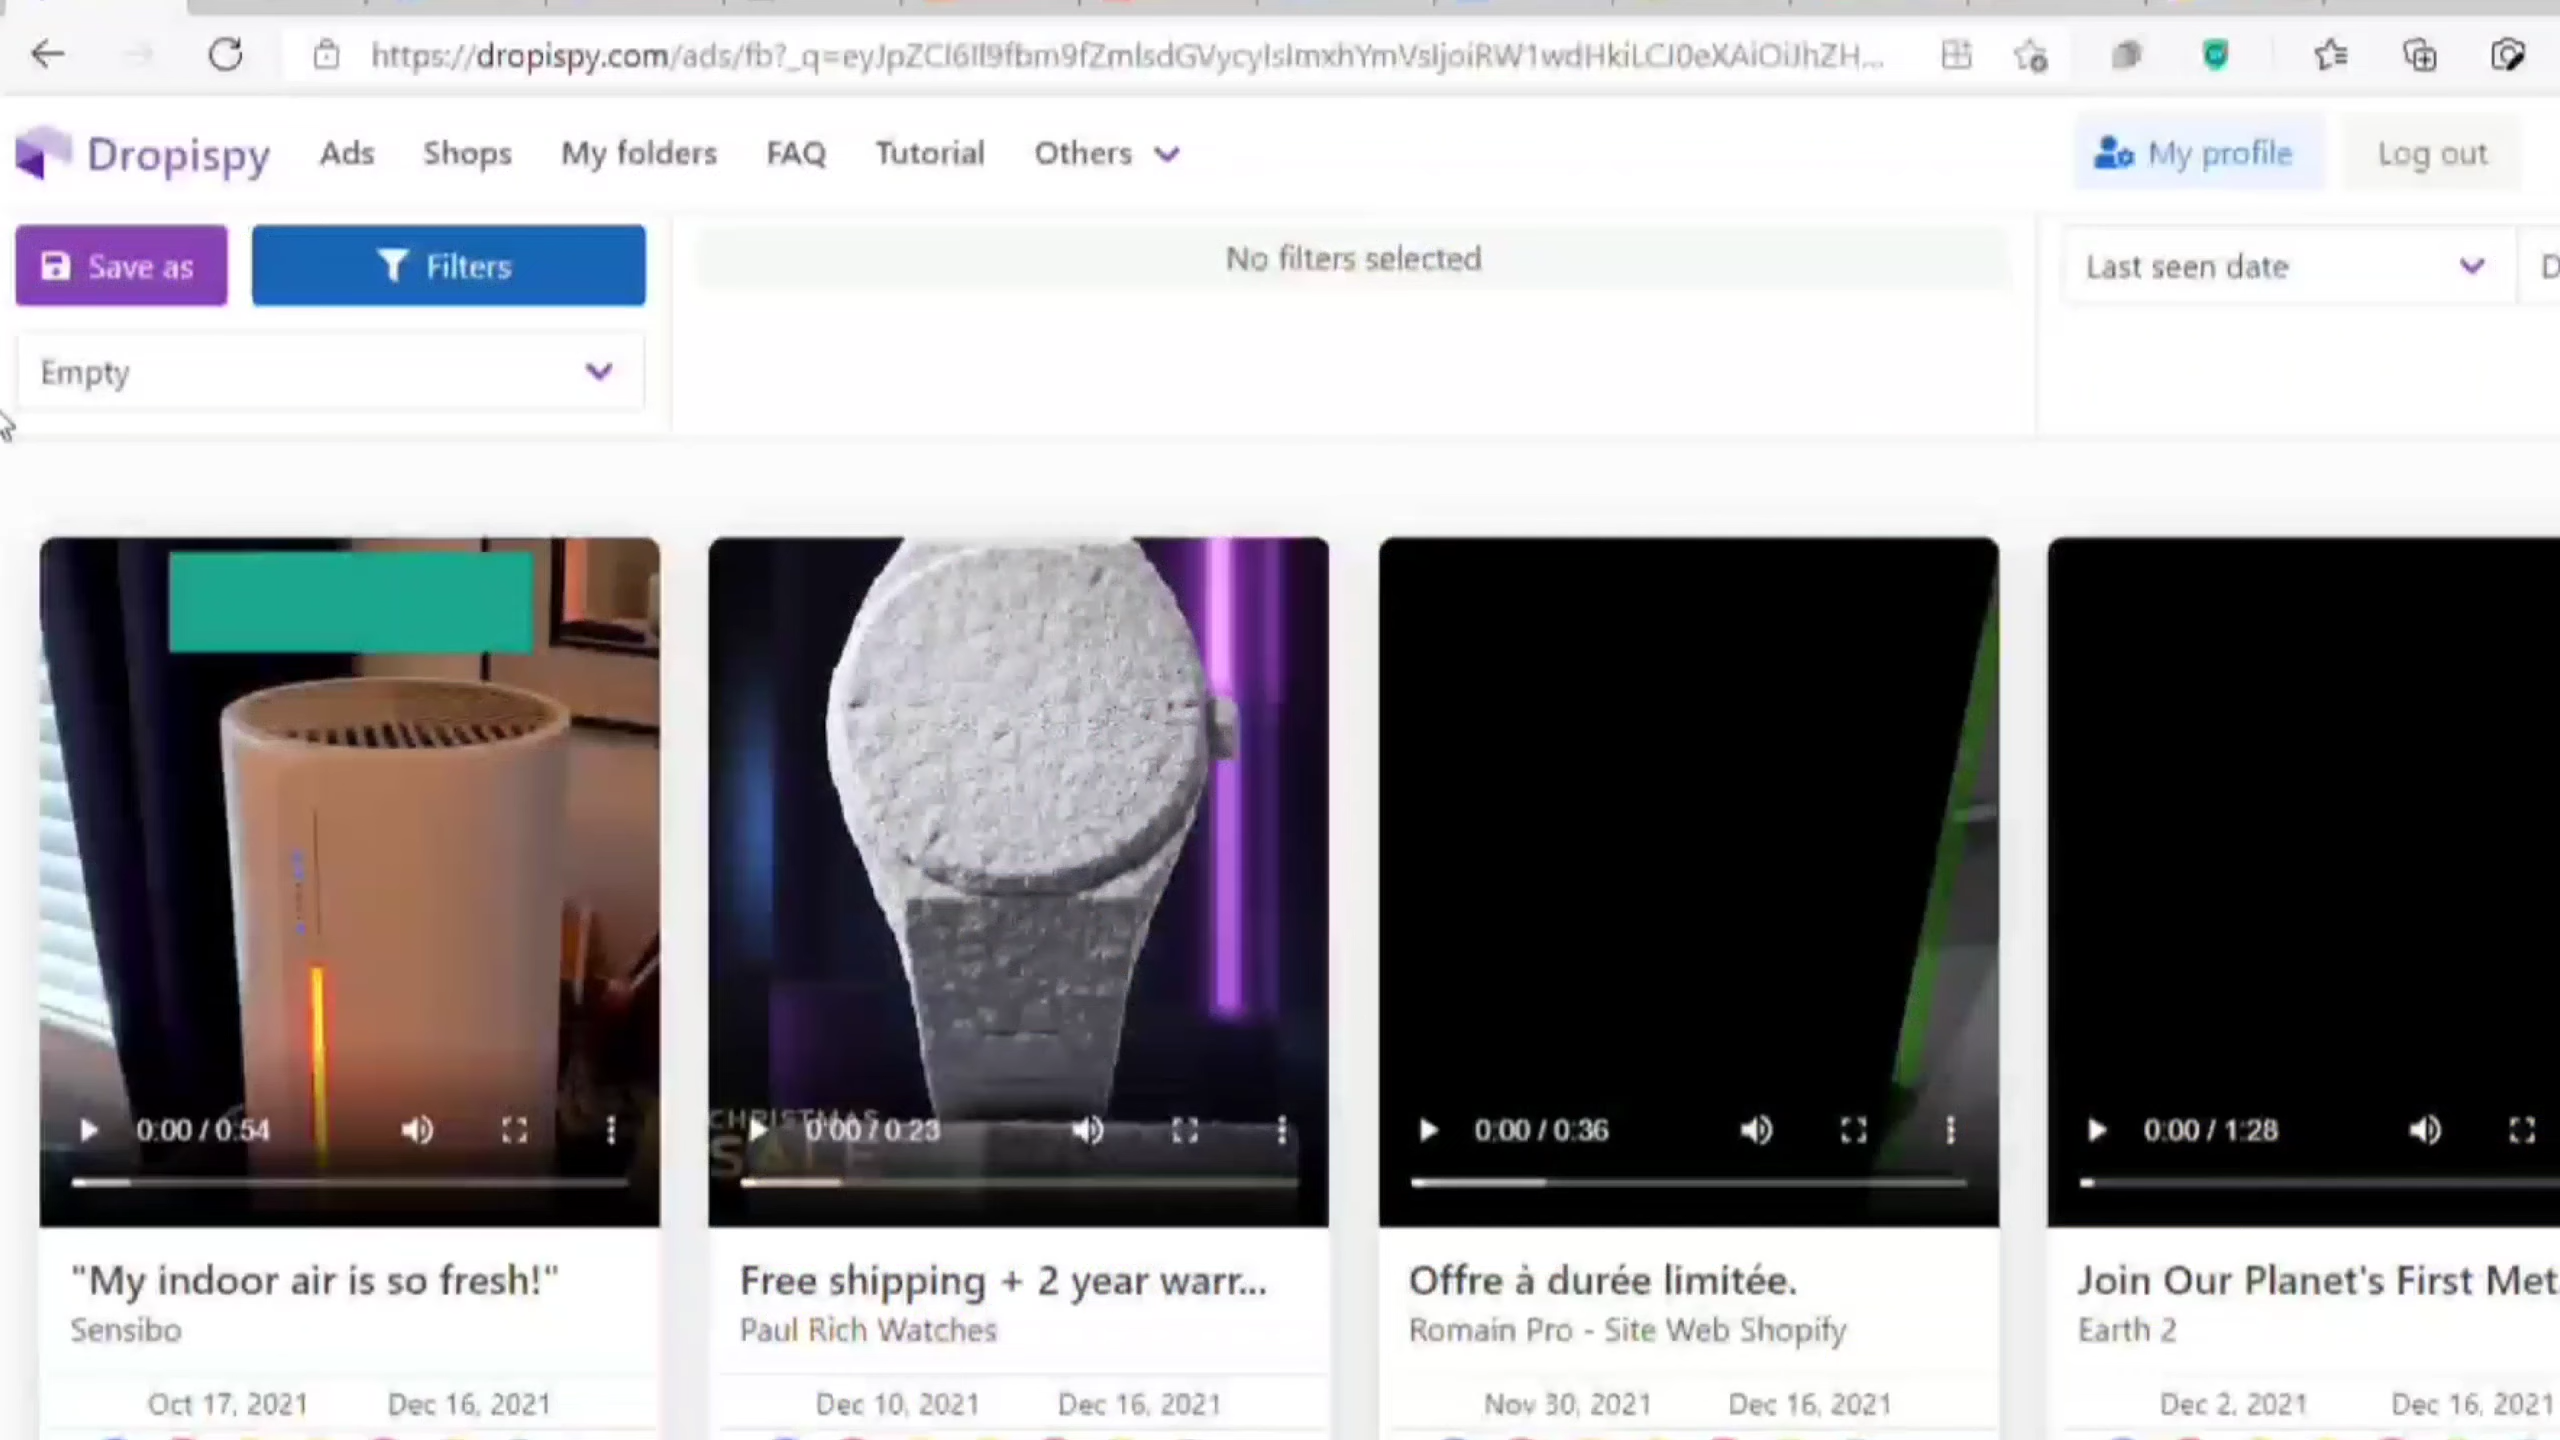 https://dropispy.com/ads/fb?_q=eyJpZCI6Il9fbm9fZmlsdGVycyIsImxhYmVsIjoiRW1wdHkiLCJ0eXAiOiJhZH...
Dropispy Ads Shops My folders FAQ Tutorial Others My profile Log out
Save as Filters No filters selected Last seen date D
Empty
CHRISTMAS
SALE
0:00 / 0:54 0:00 / 0:23 0:00 / 0:36 0:00 / 1:28
"My indoor air is so fresh!" Free shipping + 2 year warr... Offre à durée limitée. Join Our Planet's First Met
Sensibo Paul Rich Watches Romain Pro - Site Web Shopify Earth 2
Oct 17, 2021 Dec 16, 2021 Dec 10, 2021 Dec 16, 2021 Nov 30, 2021 Dec 16, 2021 Dec 2, 2021 Dec 16, 2021